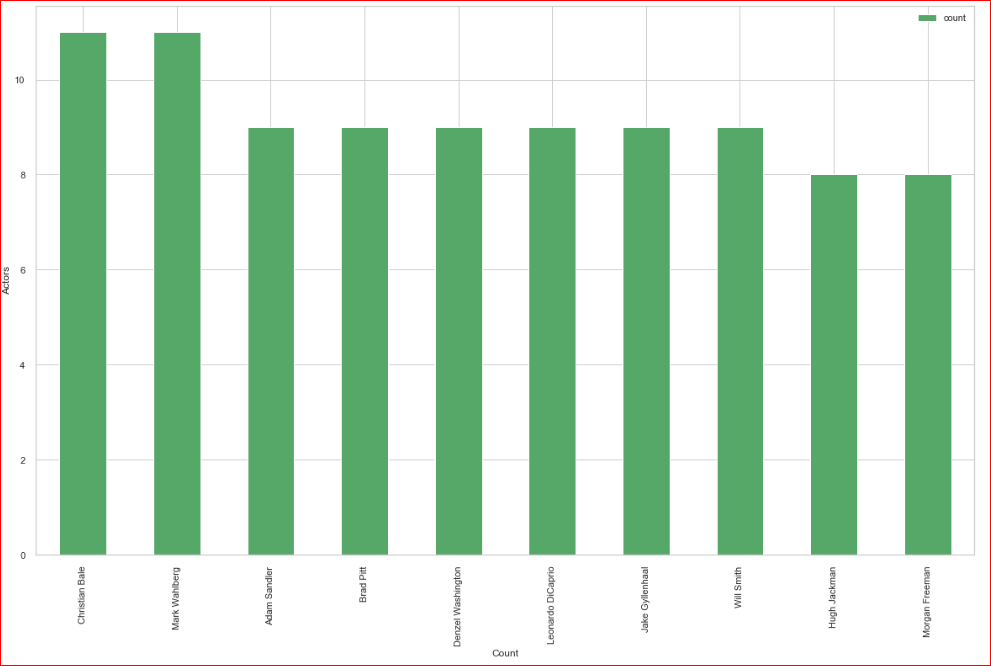 count
10
8
6
4
2
0
Actors
Christian Bale
Mark Wahlberg
Adam Sandler
Brad Pitt
Denzel Washington
Leonardo DiCaprio
Jake Gyllenhaal
Will Smith
Hugh Jackman
Morgan Freeman
Count